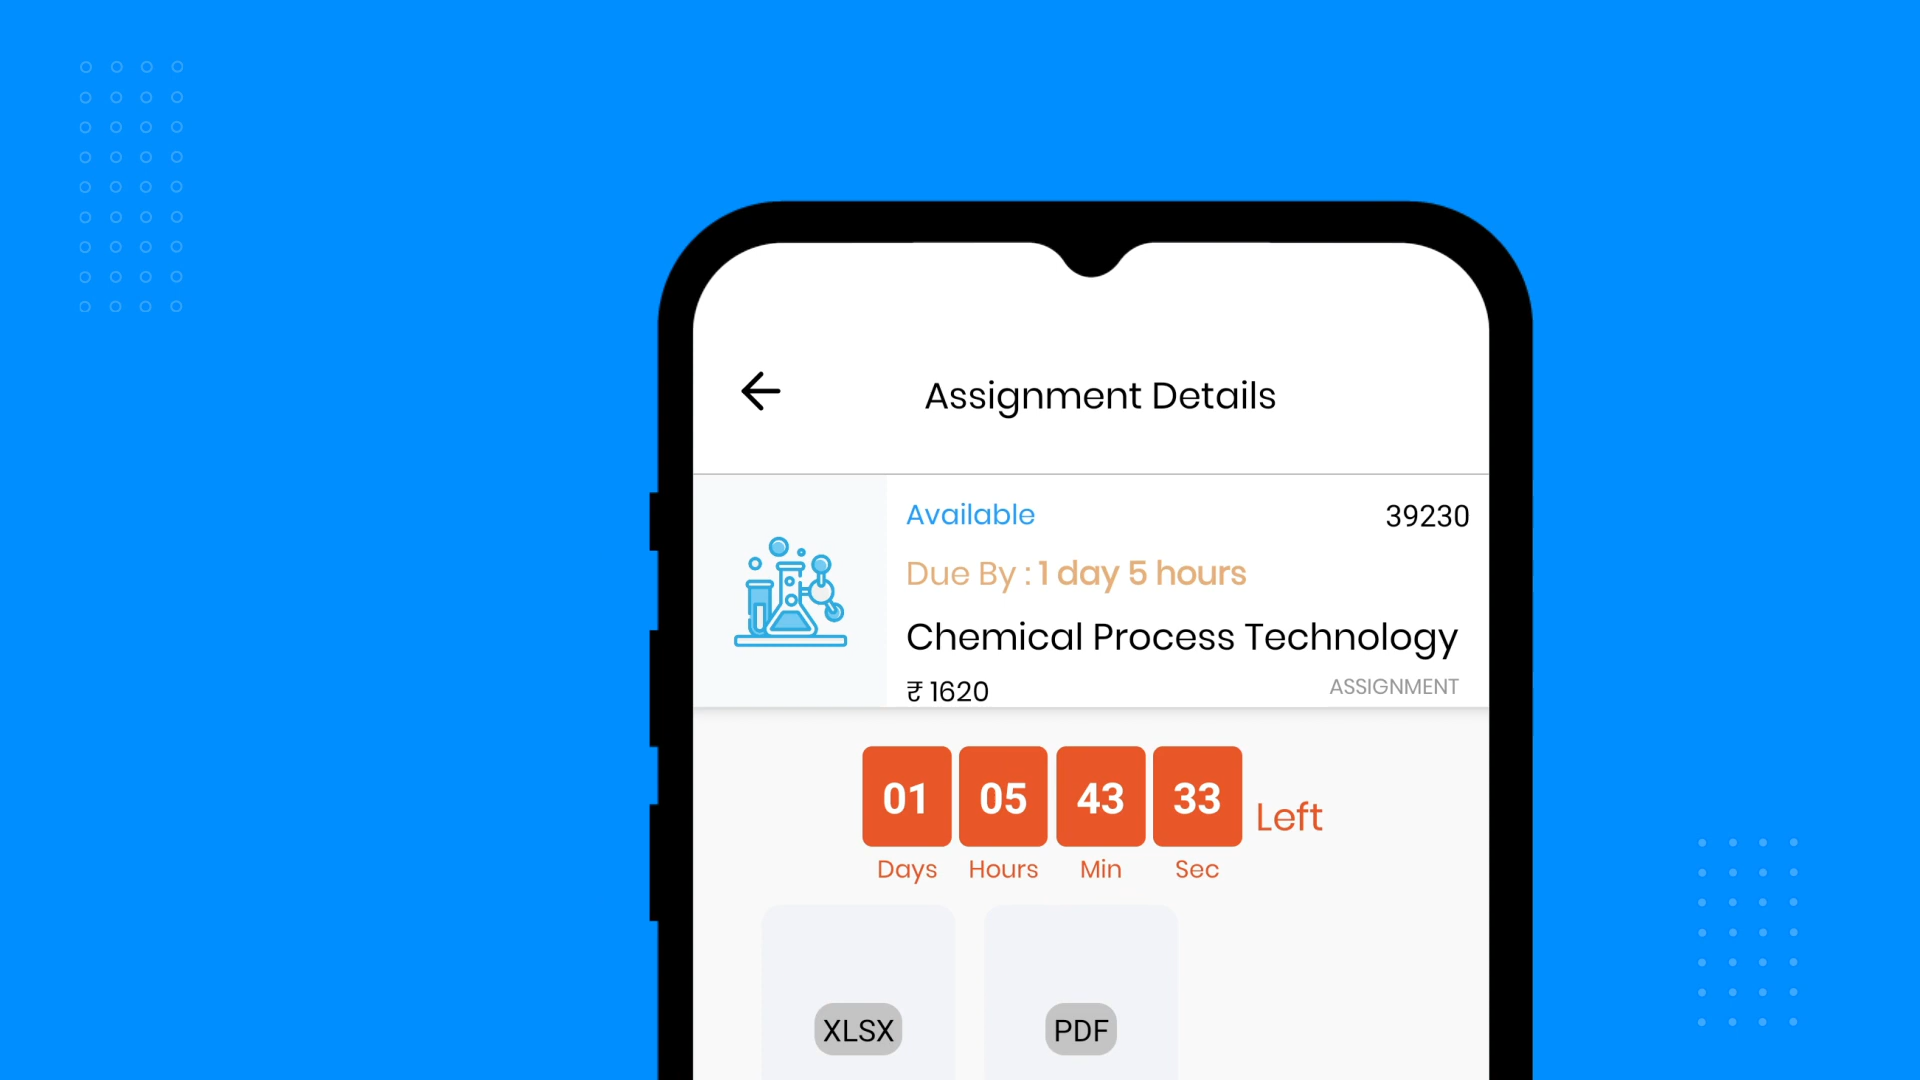 Assignment Details
Available
39230
Due By : 1 day 5 hours
Chemical Process Technology
₹ 1620
ASSIGNMENT
01 05 43 33 Left
Days Hours Min Sec
XLSX PDF